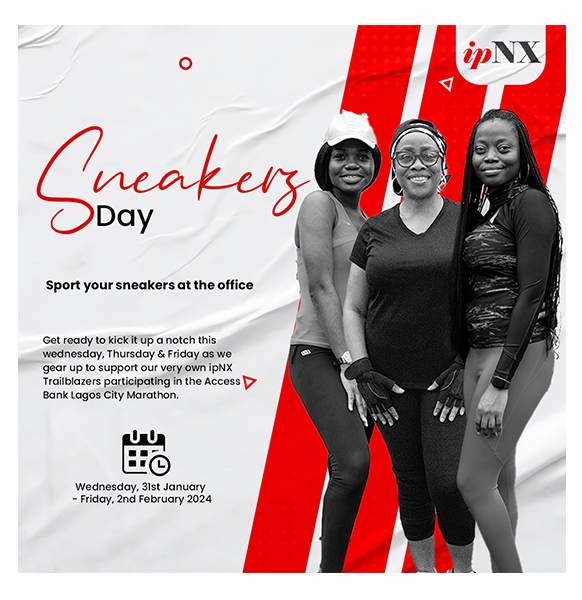 ipNX
Sneakers
Day
Sport your sneakers at the office
Get ready to kick it up a notch this
wednesday, Thursday & Friday as we
gear up to support our very own ipNX
Trailblazers participating in the Access
Bank Lagos City Marathon.
Wednesday, 31st January
- Friday, 2nd February 2024